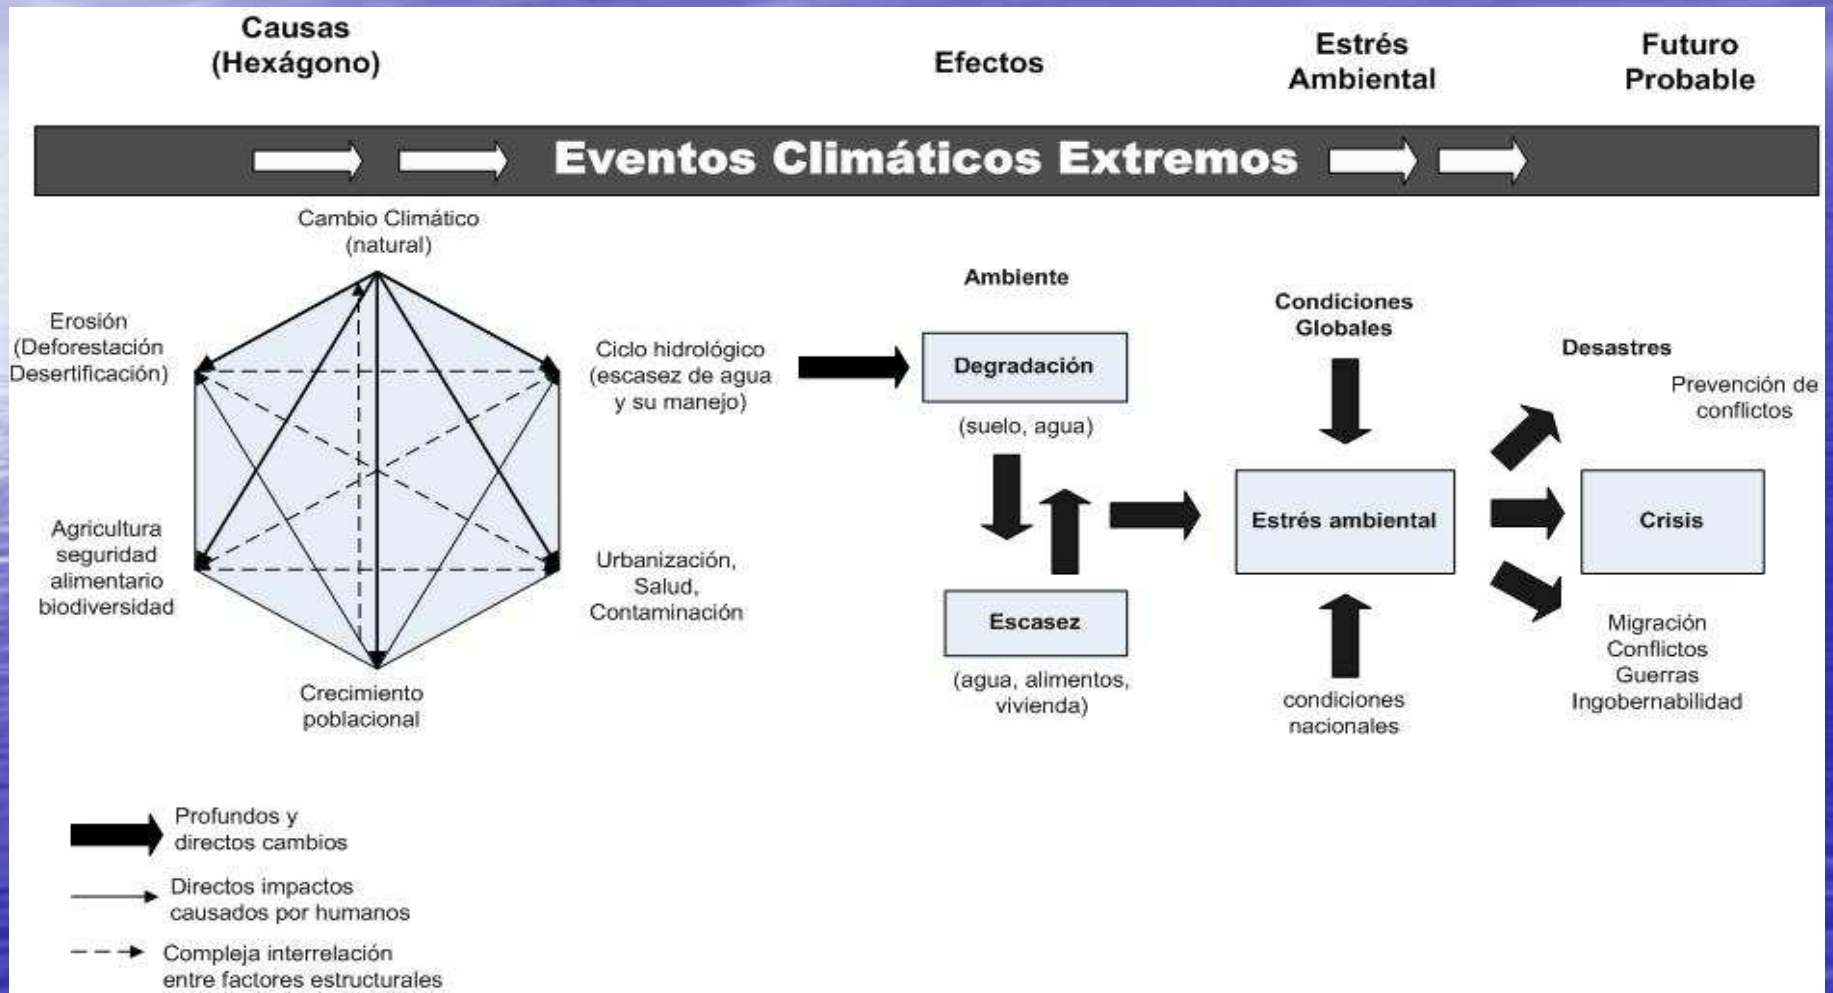 Causas
(Hexágono)
Efectos
Estrés
Ambiental
Futuro
Probable
Eventos Climáticos Extremos
Cambio Climático
(natural)
Erosión
(Deforestación
Desertificación)
Ciclo hidrológico
(escasez de agua
y su manejo)
Agricultura
seguridad
alimentario
biodiversidad
Urbanización,
Salud,
Contaminación
Crecimiento
poblacional
Ambiente
Degradación
(suelo, agua)
Escasez
(agua, alimentos,
vivienda)
Condiciones
Globales
Estrés ambiental
condiciones
nacionales
Desastres
Prevención de
conflictos
Crisis
Migración
Conflictos
Guerras
Ingobernabilidad
Profundos y
directos cambios
Directos impactos
causados por humanos
Compleja interrelación
entre factores estructurales